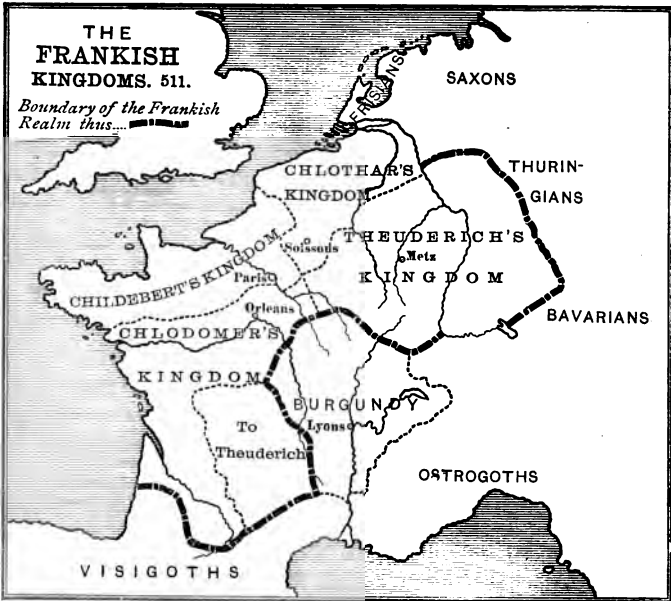 THE
FRANKISH
KINGDOMS. 511.
Boundary of the Frankish
Realm thus....
FRISIANS
SAXONS
CHLOTHAR'S
KINGDOM
THURIN-
GIANS
THEUDERICH'S
Metz
KINGDOM
Soissons
CHILDEBERT'S KINGDOM
Paris
Orleans
CHLODOMER'S
KINGDOM
BAVARIANS
BURGUNDY
To
Theuderich
Lyons
OSTROGOTHS
VISIGOTHS